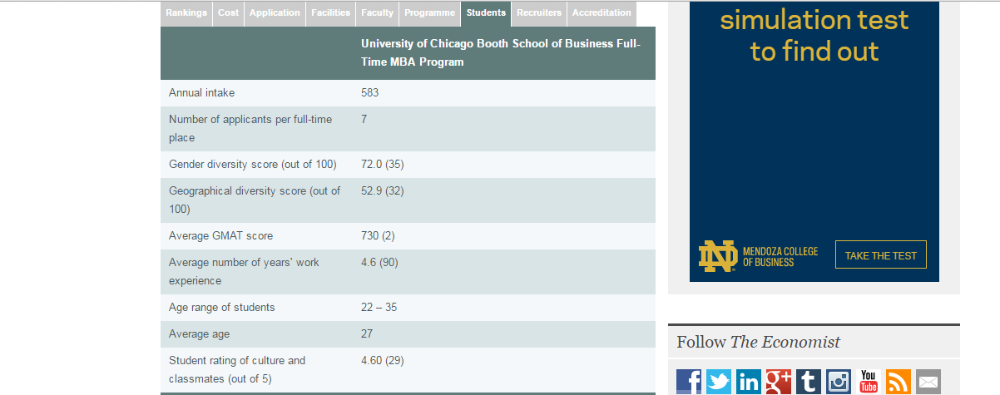 Rankings Cost Application Facilities Faculty Programme Students Recruiters Accreditation
University of Chicago Booth School of Business Full-
Time MBA Program
Annual intake 583
Number of applicants per full-time 7
place
Gender diversity score (out of 100) 72.0 (35)
Geographical diversity score (out of 52.9 (32)
100)
Average GMAT score 730 (2)
Average number of years' work 4.6 (90)
experience
Age range of students 22 – 35
Average age 27
Student rating of culture and 4.60 (29)
classmates (out of 5)
simulation test
to find out
ND
MENDOZA COLLEGE
OF BUSINESS
TAKE THE TEST
Follow The Economist
f in g+ t You
Tube